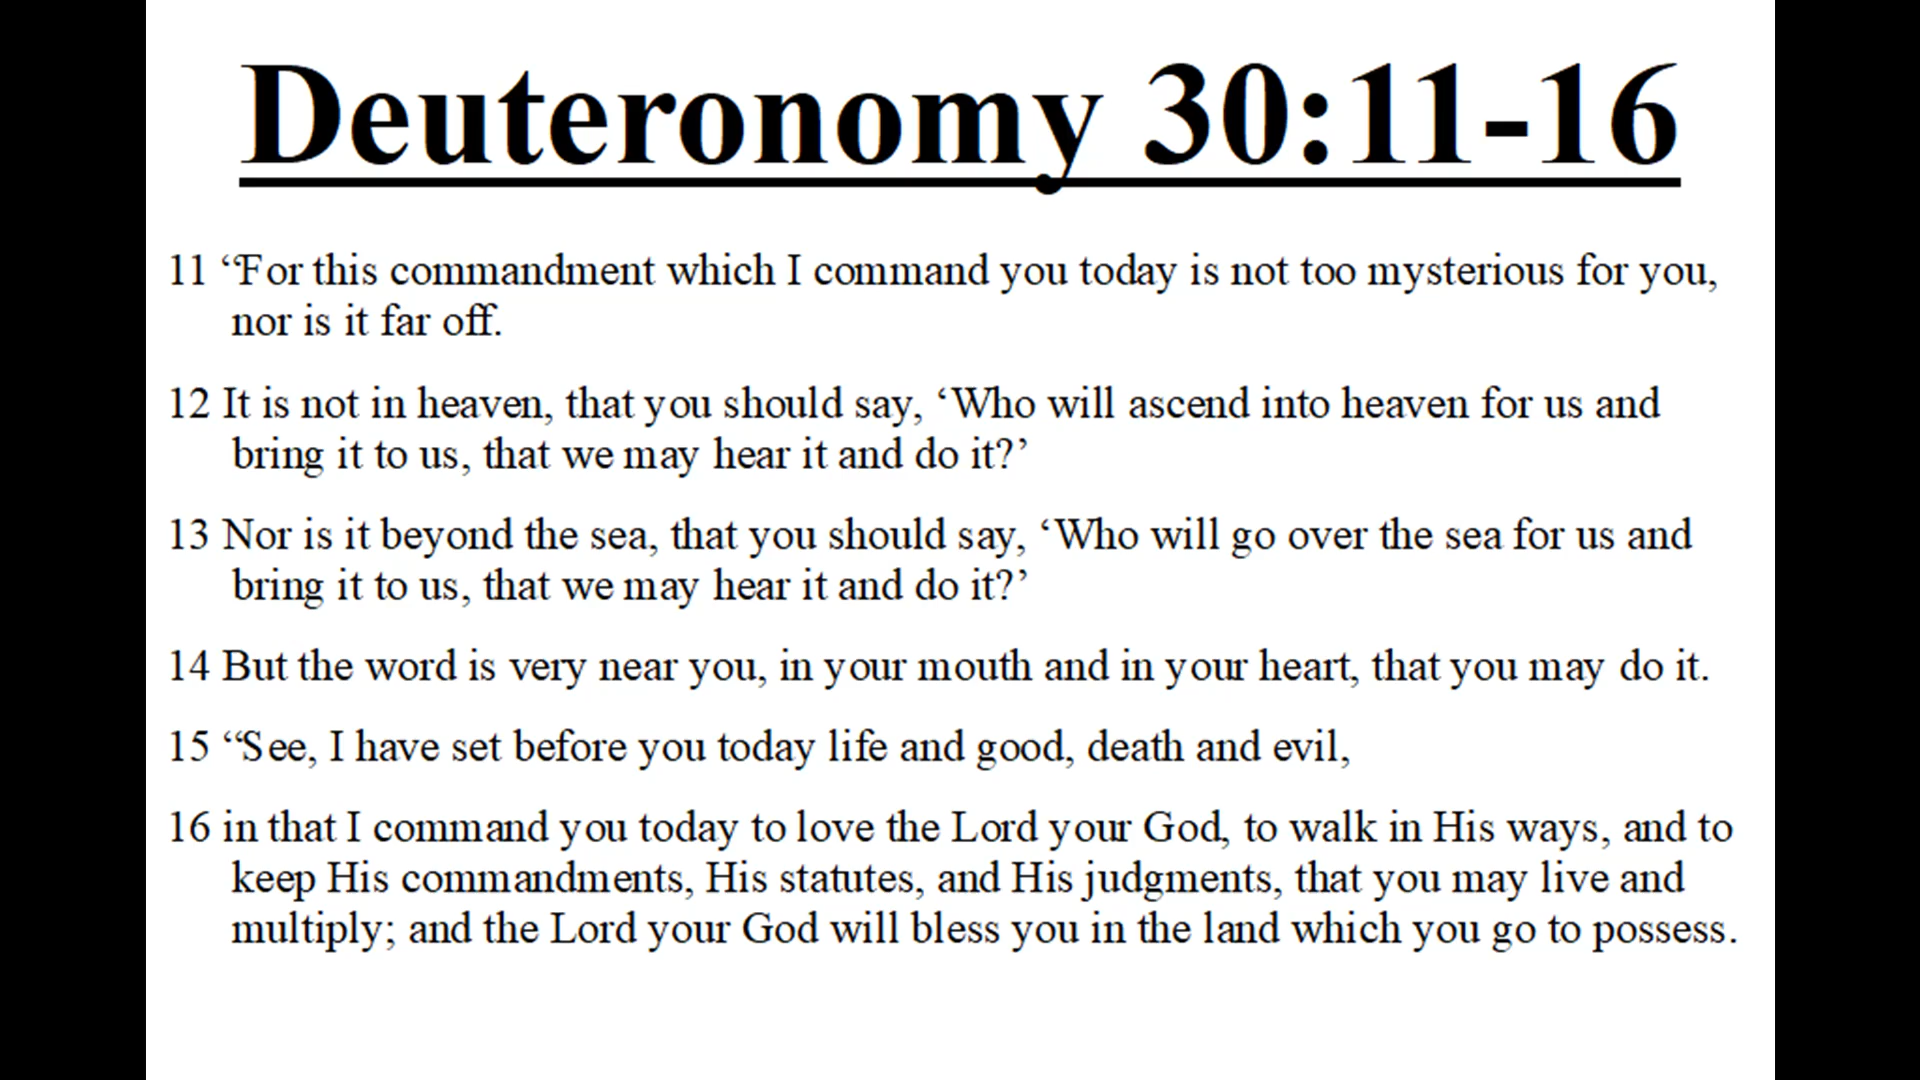 Deuteronomy 30:11-16
11 “For this commandment which I command you today is not too mysterious for you,
nor is it far off.
12 It is not in heaven, that you should say, ‘Who will ascend into heaven for us and
bring it to us, that we may hear it and do it?’
13 Nor is it beyond the sea, that you should say, ‘Who will go over the sea for us and
bring it to us, that we may hear it and do it?’
14 But the word is very near you, in your mouth and in your heart, that you may do it.
15 “See, I have set before you today life and good, death and evil,
16 in that I command you today to love the Lord your God, to walk in His ways, and to
keep His commandments, His statutes, and His judgments, that you may live and
multiply; and the Lord your God will bless you in the land which you go to possess.